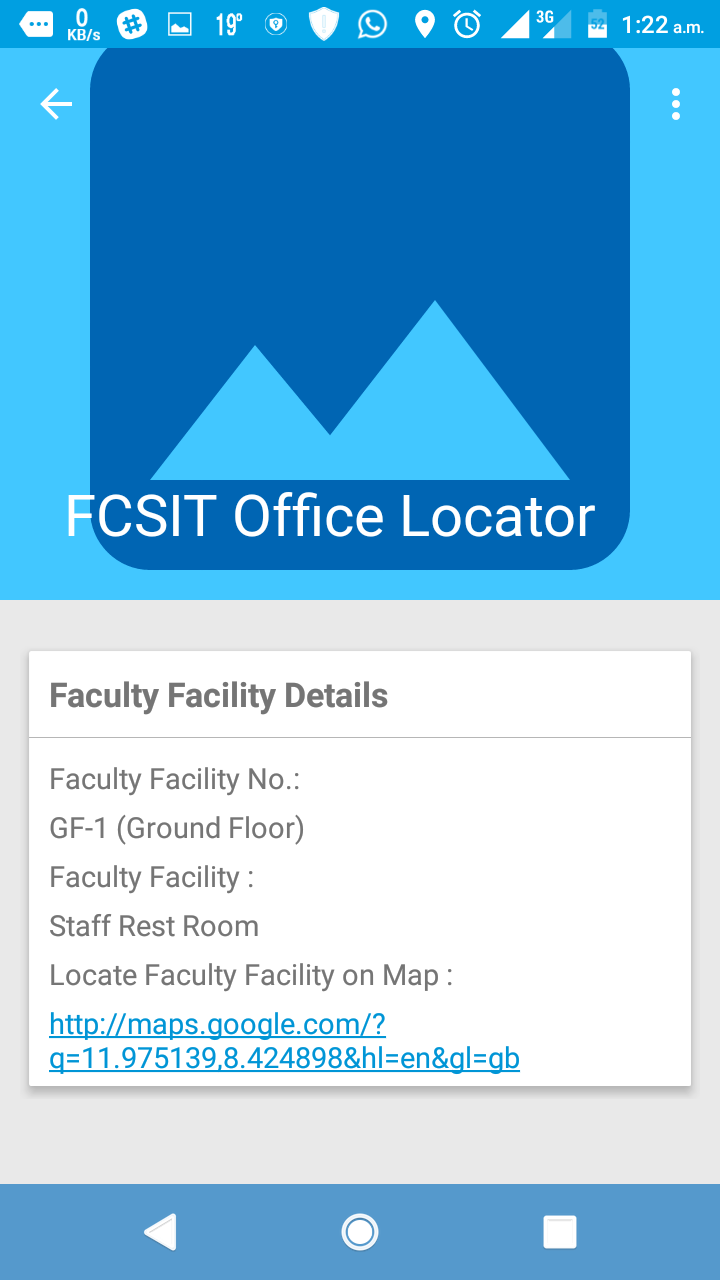 0 KB/s 19° 3G 52 1:22 a.m.
FCSIT Office Locator
Faculty Facility Details
Faculty Facility No.:
GF-1 (Ground Floor)
Faculty Facility :
Staff Rest Room
Locate Faculty Facility on Map :
http://maps.google.com/?
q=11.975139,8.424898&hl=en&gl=gb